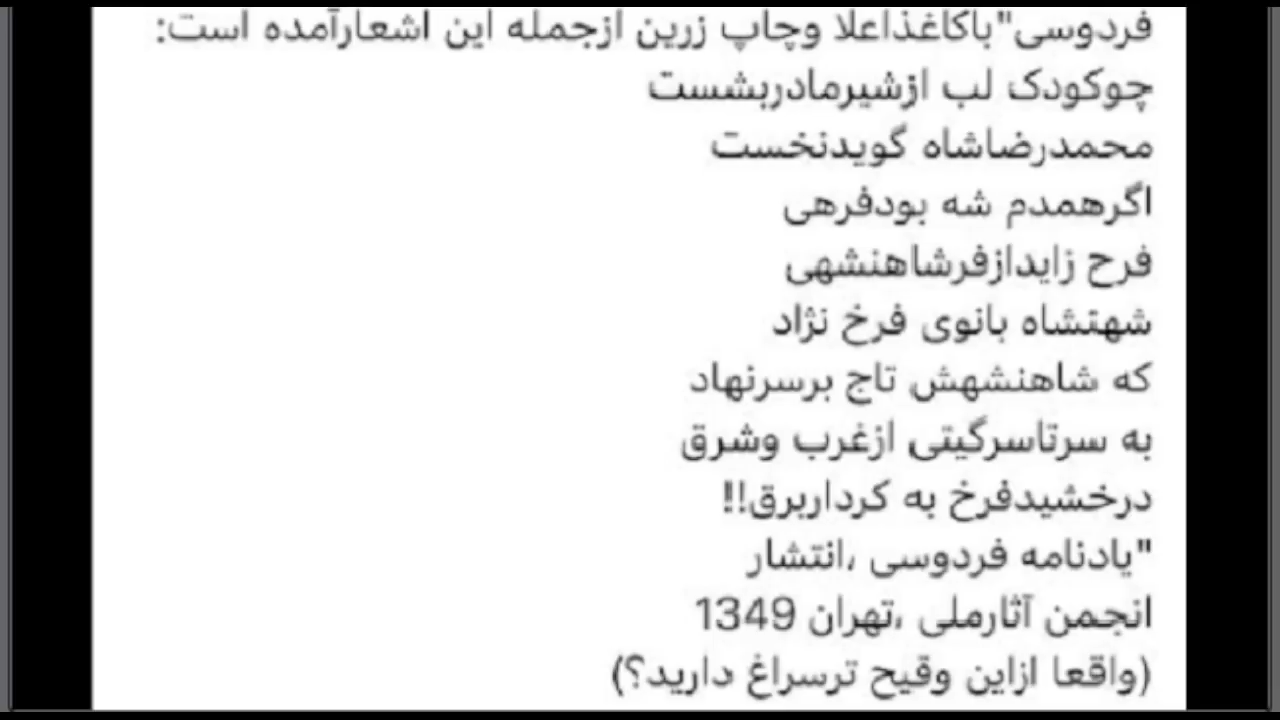 فردوسی"باکاغذاعلا وچاپ زرین ازجمله این اشعارآمده است:
چوکودک لب ازشیرمادربشست
محمدرضاشاه گویدنخست
اگرهمدم شه بودفرهی
فرح زایدازفرشاهنشهی
شهتشاه بانوی فرخ نژاد
که شاهنشهش تاج برسرنهاد
به سرتاسرگیتی ازغرب وشرق
درخشیدفرخ به کرداربرق!!
"یادنامه فردوسی ،انتشار
انجمن آثارملی ،تهران 1349
(واقعا ازاین وقیح ترسراغ دارید؟)